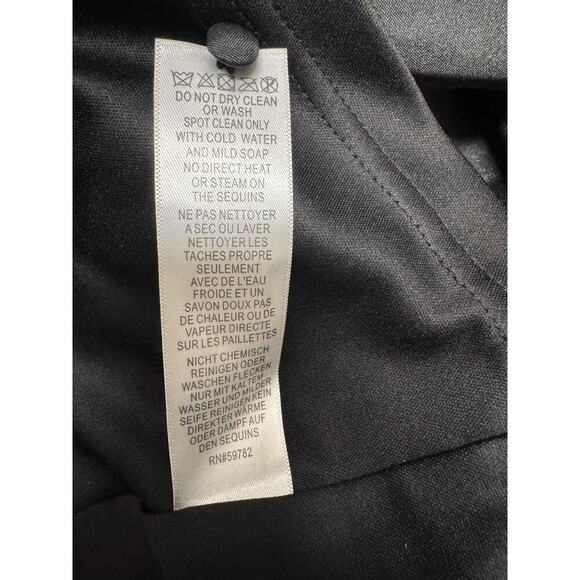 DO NOT DRY CLEAN
OR WASH
SPOT CLEAN ONLY
WITH COLD WATER
AND MILD SOAP
NO DIRECT HEAT
OR STEAM ON
THE SEQUINS
NE PAS NETTOYER
A SEC OU LAVER
NETTOYER LES
TACHES PROPRE
SEULEMENT
AVEC DE L'EAU
FROIDE ET UN
SAVON DOUX PAS
DE CHALEUR OU DE
VAPEUR DIRECTE
SUR LES PAILLETTES
NICHT CHEMISCH
REINIGEN ODER
WASCHEN FLECKEN
NUR MIT KALTEM
WASSER UND MILDER
SEIFE REINIGEN KEIN
DIREKTER WÄRME
ODER DAMPF AUF
DEN SEQUINS
RN#59782